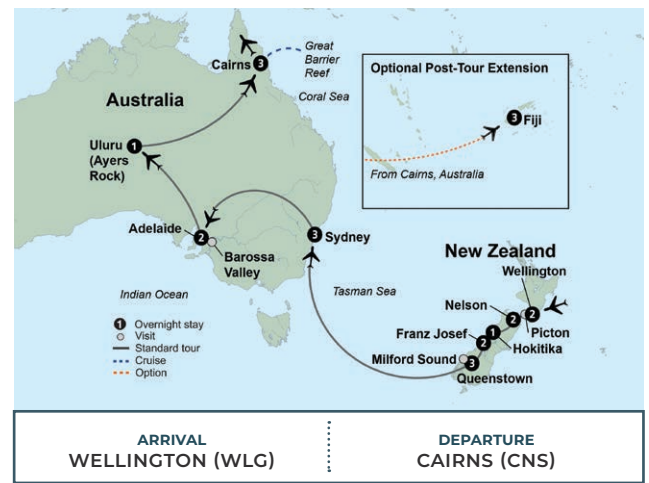 Great
Barrier
Reef
Cairns 3
Coral Sea
Australia
Uluru 1
(Ayers
Rock)
Adelaide 2
Barossa
Valley
3 Sydney
Indian Ocean
Tasman Sea
New Zealand
Wellington
2
Nelson 2
Picton
Franz Josef 2
1 Hokitika
Milford Sound
3
Queenstown
1 Overnight stay
Visit
Standard tour
Cruise
Option
Optional Post-Tour Extension
3 Fiji
From Cairns, Australia
ARRIVAL
WELLINGTON (WLG)
DEPARTURE
CAIRNS (CNS)